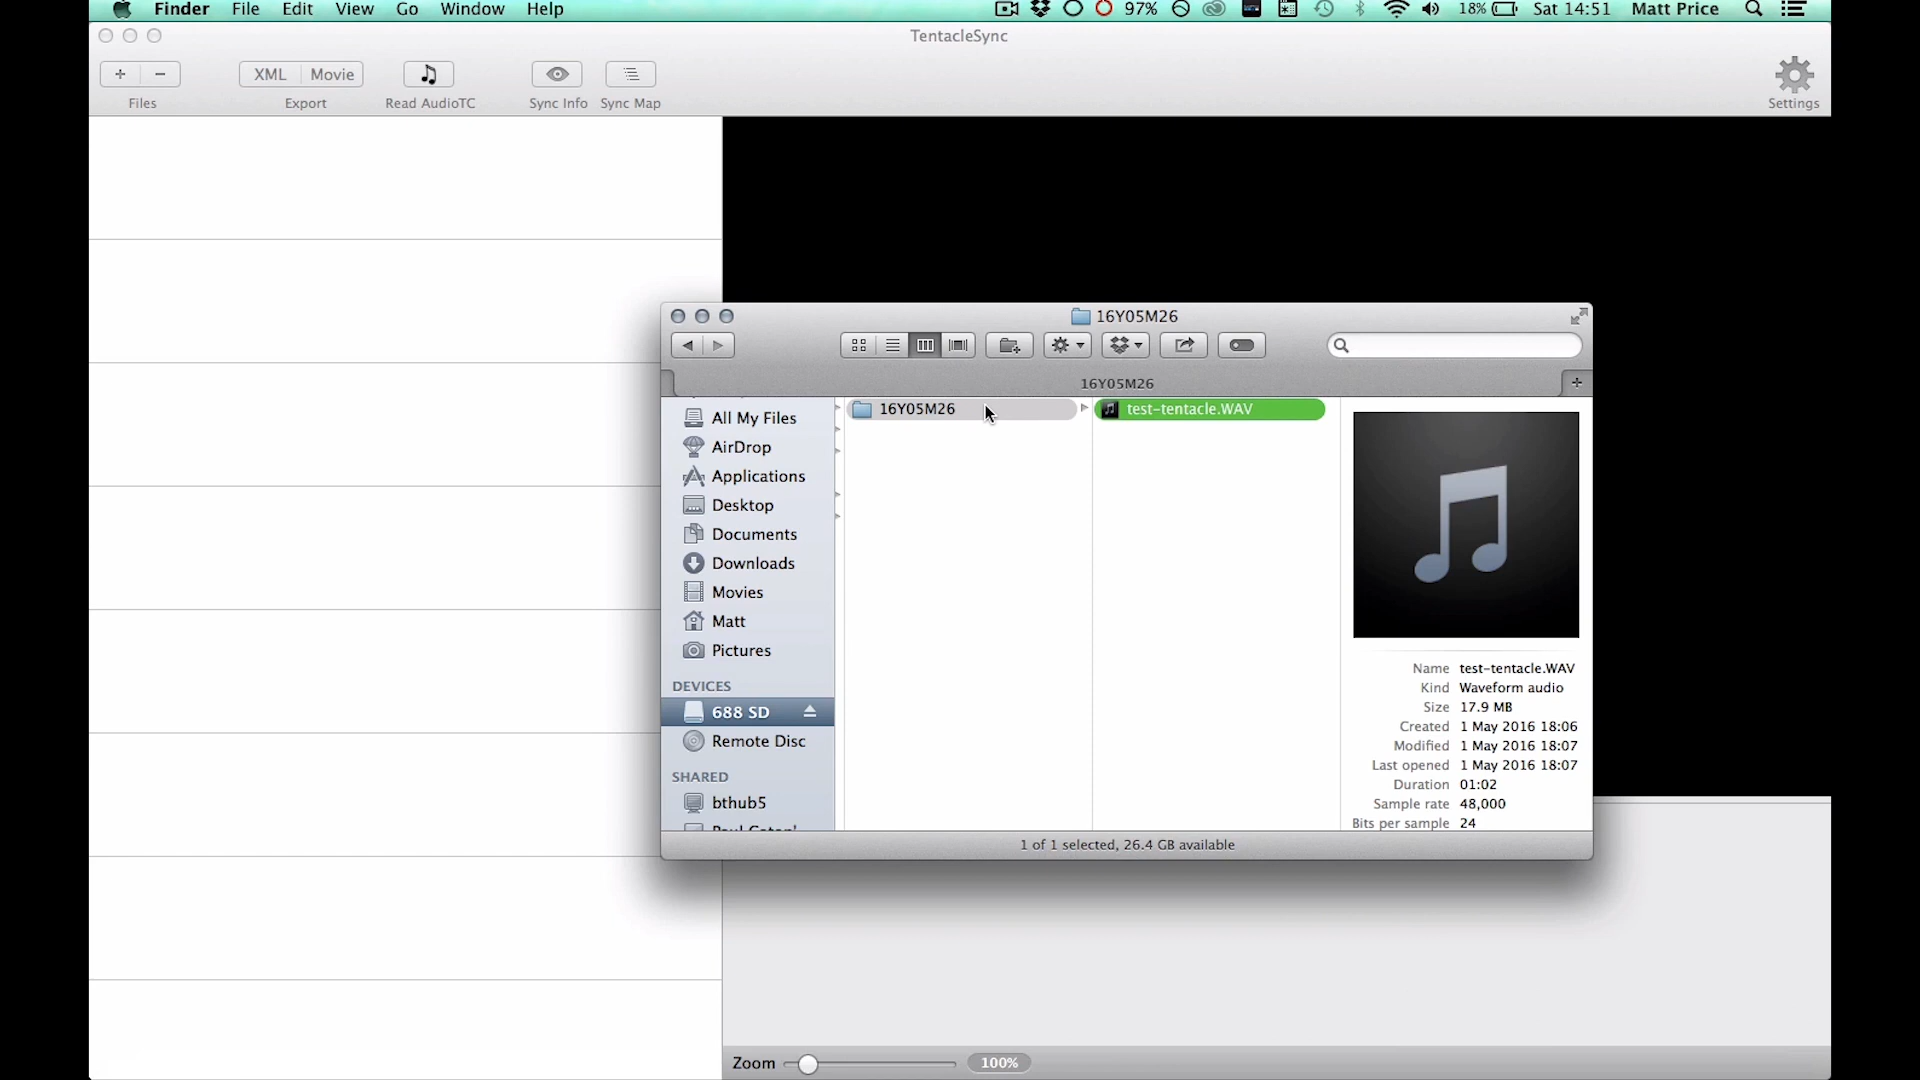 Finder File Edit View Go Window Help 97% 18% Sat 14:51 Matt Price
TentacleSync
+ − XML Movie
Files Export Read AudioTC Sync Info Sync Map Settings
16Y05M26
16Y05M26
+
All My Files
AirDrop
Applications
Desktop
Documents
Downloads
Movies
Matt
Pictures
DEVICES
688 SD
Remote Disc
SHARED
bthub5
16Y05M26
test-tentacle.WAV
Name test-tentacle.WAV
Kind Waveform audio
Size 17.9 MB
Created 1 May 2016 18:06
Modified 1 May 2016 18:07
Last opened 1 May 2016 18:07
Duration 01:02
Sample rate 48,000
Bits per sample 24
1 of 1 selected, 26.4 GB available
Zoom 100%